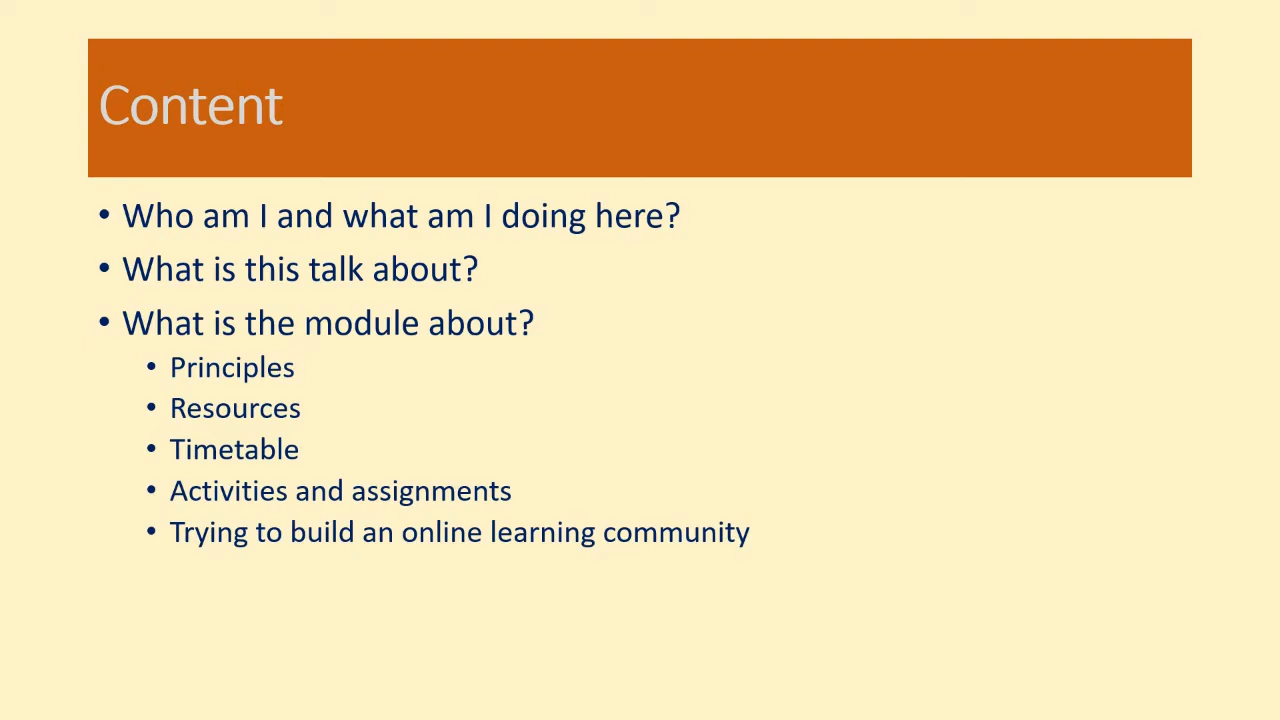 Content
• Who am I and what am I doing here?
• What is this talk about?
• What is the module about?
• Principles
• Resources
• Timetable
• Activities and assignments
• Trying to build an online learning community